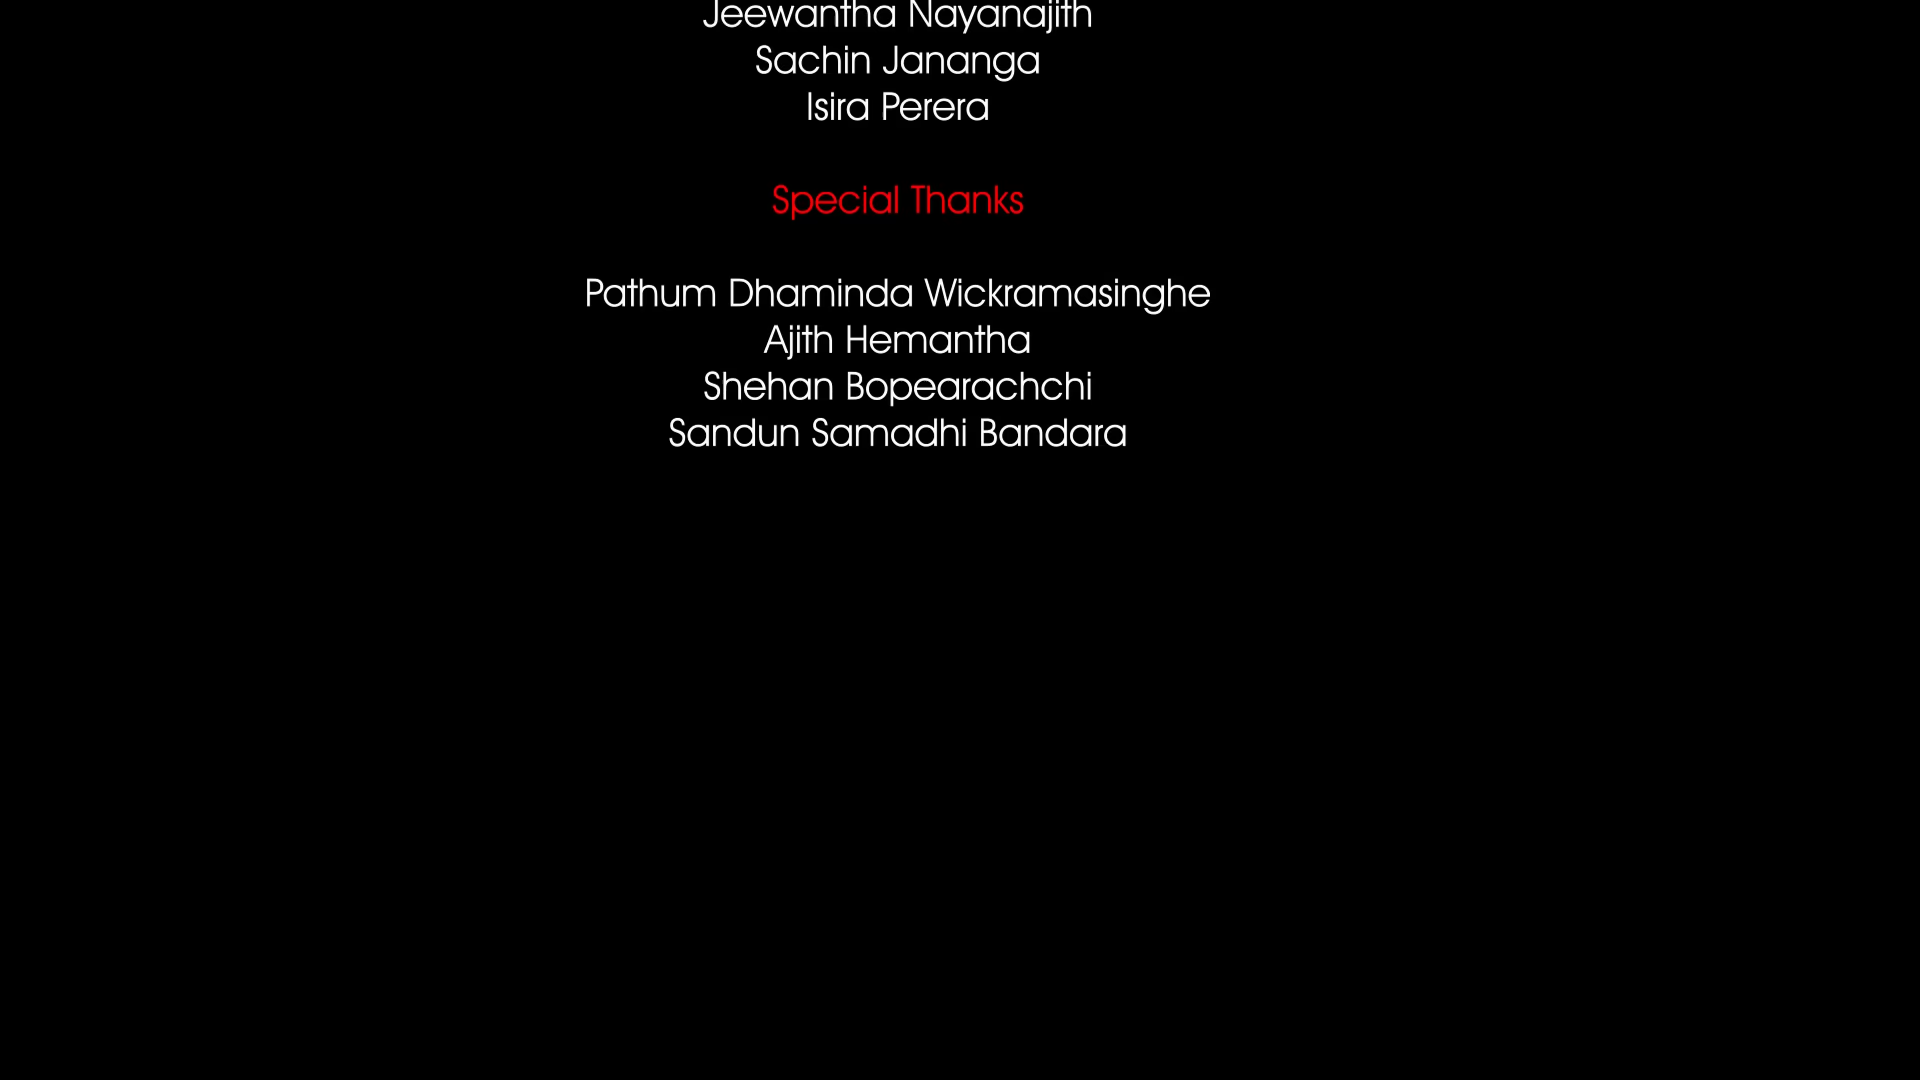 Jeewantha Nayanajith
Sachin Jananga
Isira Perera
Special Thanks
Pathum Dhaminda Wickramasinghe
Ajith Hemantha
Shehan Bopearachchi
Sandun Samadhi Bandara